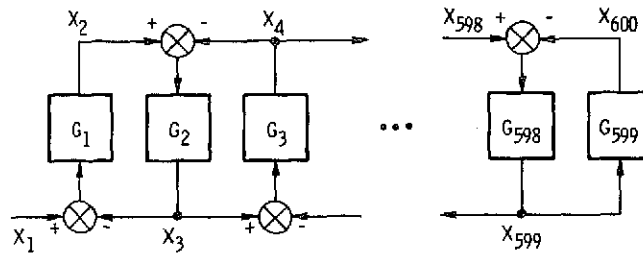 X2 + - X4 X598 + - X600
G1 G2 G3 ... G598 G599
X1 + - X3 + - X599